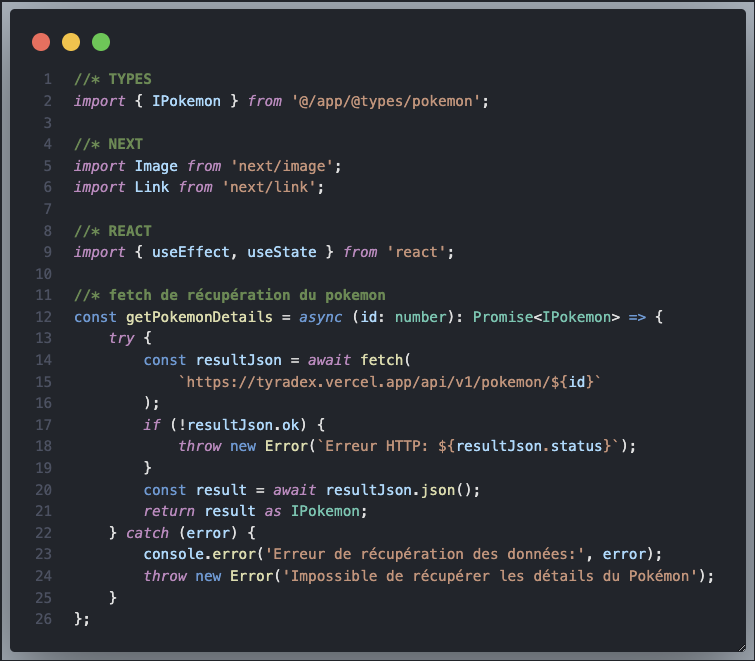 1 //* TYPES
2 import { IPokemon } from '@/app/@types/pokemon';
3
4 //* NEXT
5 import Image from 'next/image';
6 import Link from 'next/link';
7
8 //* REACT
9 import { useEffect, useState } from 'react';
10
11 //* fetch de récupération du pokemon
12 const getPokemonDetails = async (id: number): Promise<IPokemon> => {
13     try {
14         const resultJson = await fetch(
15             `https://tyradex.vercel.app/api/v1/pokemon/${id}`
16         );
17         if (!resultJson.ok) {
18             throw new Error(`Erreur HTTP: ${resultJson.status}`);
19         }
20         const result = await resultJson.json();
21         return result as IPokemon;
22     } catch (error) {
23         console.error('Erreur de récupération des données:', error);
24         throw new Error('Impossible de récupérer les détails du Pokémon');
25     }
26 };